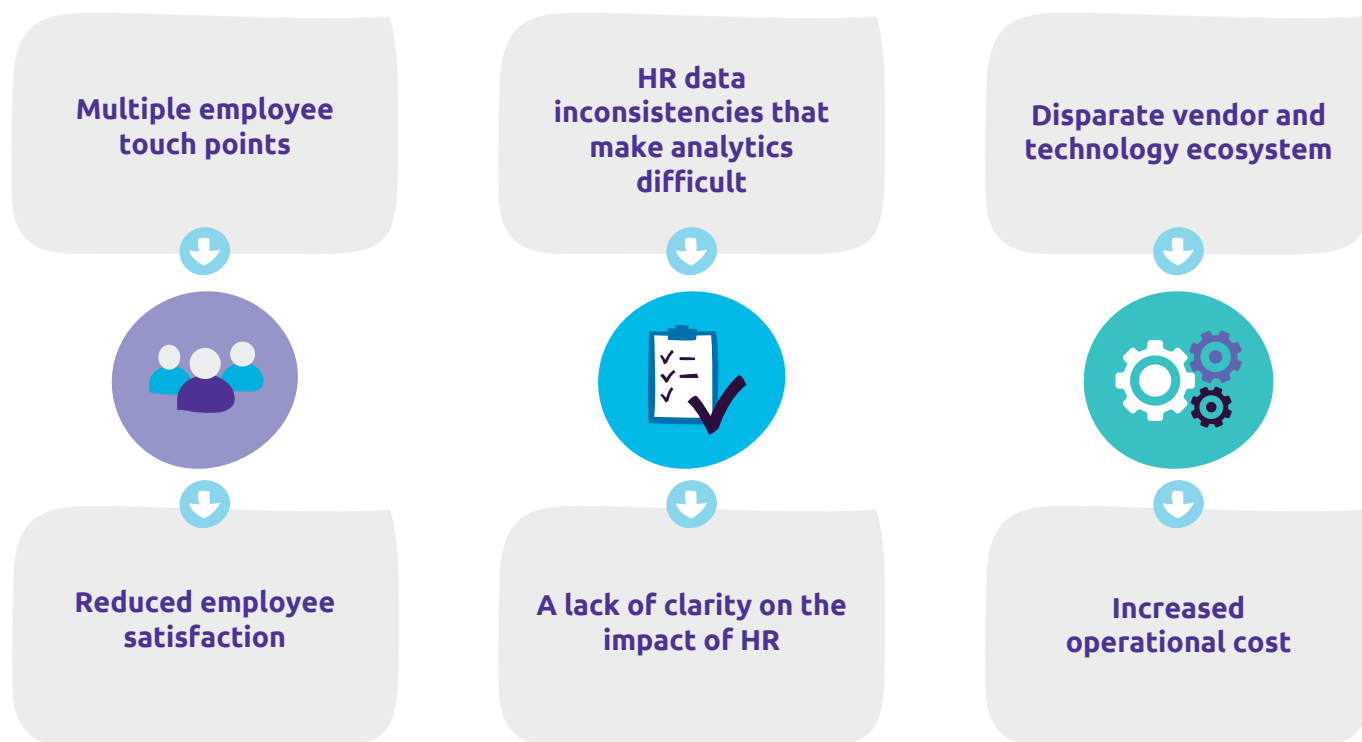 Multiple employee
touch points
HR data
inconsistencies that
make analytics
difficult
Disparate vendor and
technology ecosystem
Reduced employee
satisfaction
A lack of clarity on the
impact of HR
Increased
operational cost